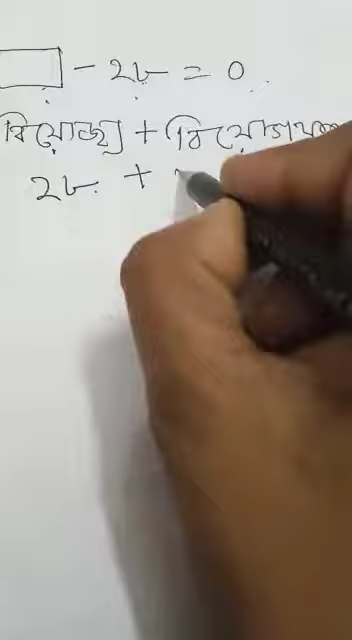 - ২৮ = ০
বিয়োজ্য + বিয়োগফল
২৮ +